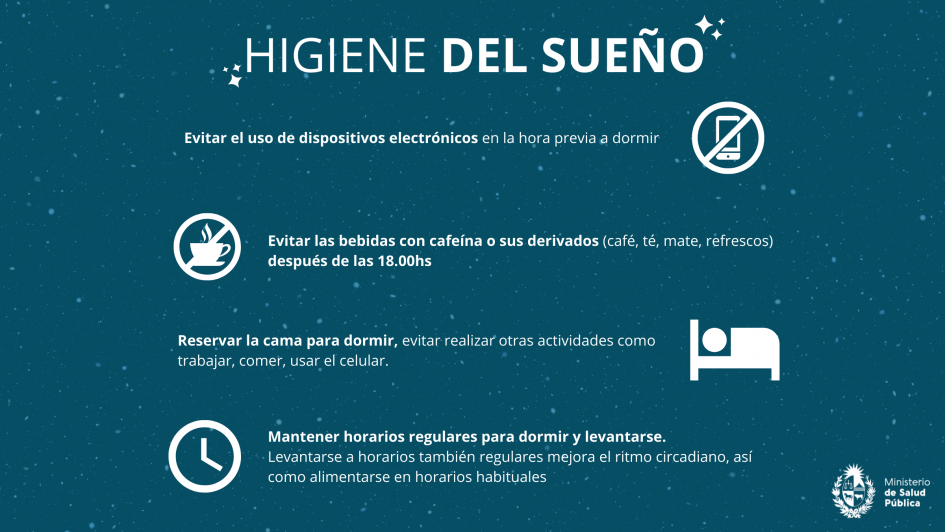 HIGIENE DEL SUEÑO
Evitar el uso de dispositivos electrónicos en la hora previa a dormir
Evitar las bebidas con cafeína o sus derivados (café, té, mate, refrescos)
después de las 18.00hs
Reservar la cama para dormir, evitar realizar otras actividades como
trabajar, comer, usar el celular.
Mantener horarios regulares para dormir y levantarse.
Levantarse a horarios también regulares mejora el ritmo circadiano, así
como alimentarse en horarios habituales
Ministerio
de Salud
Pública